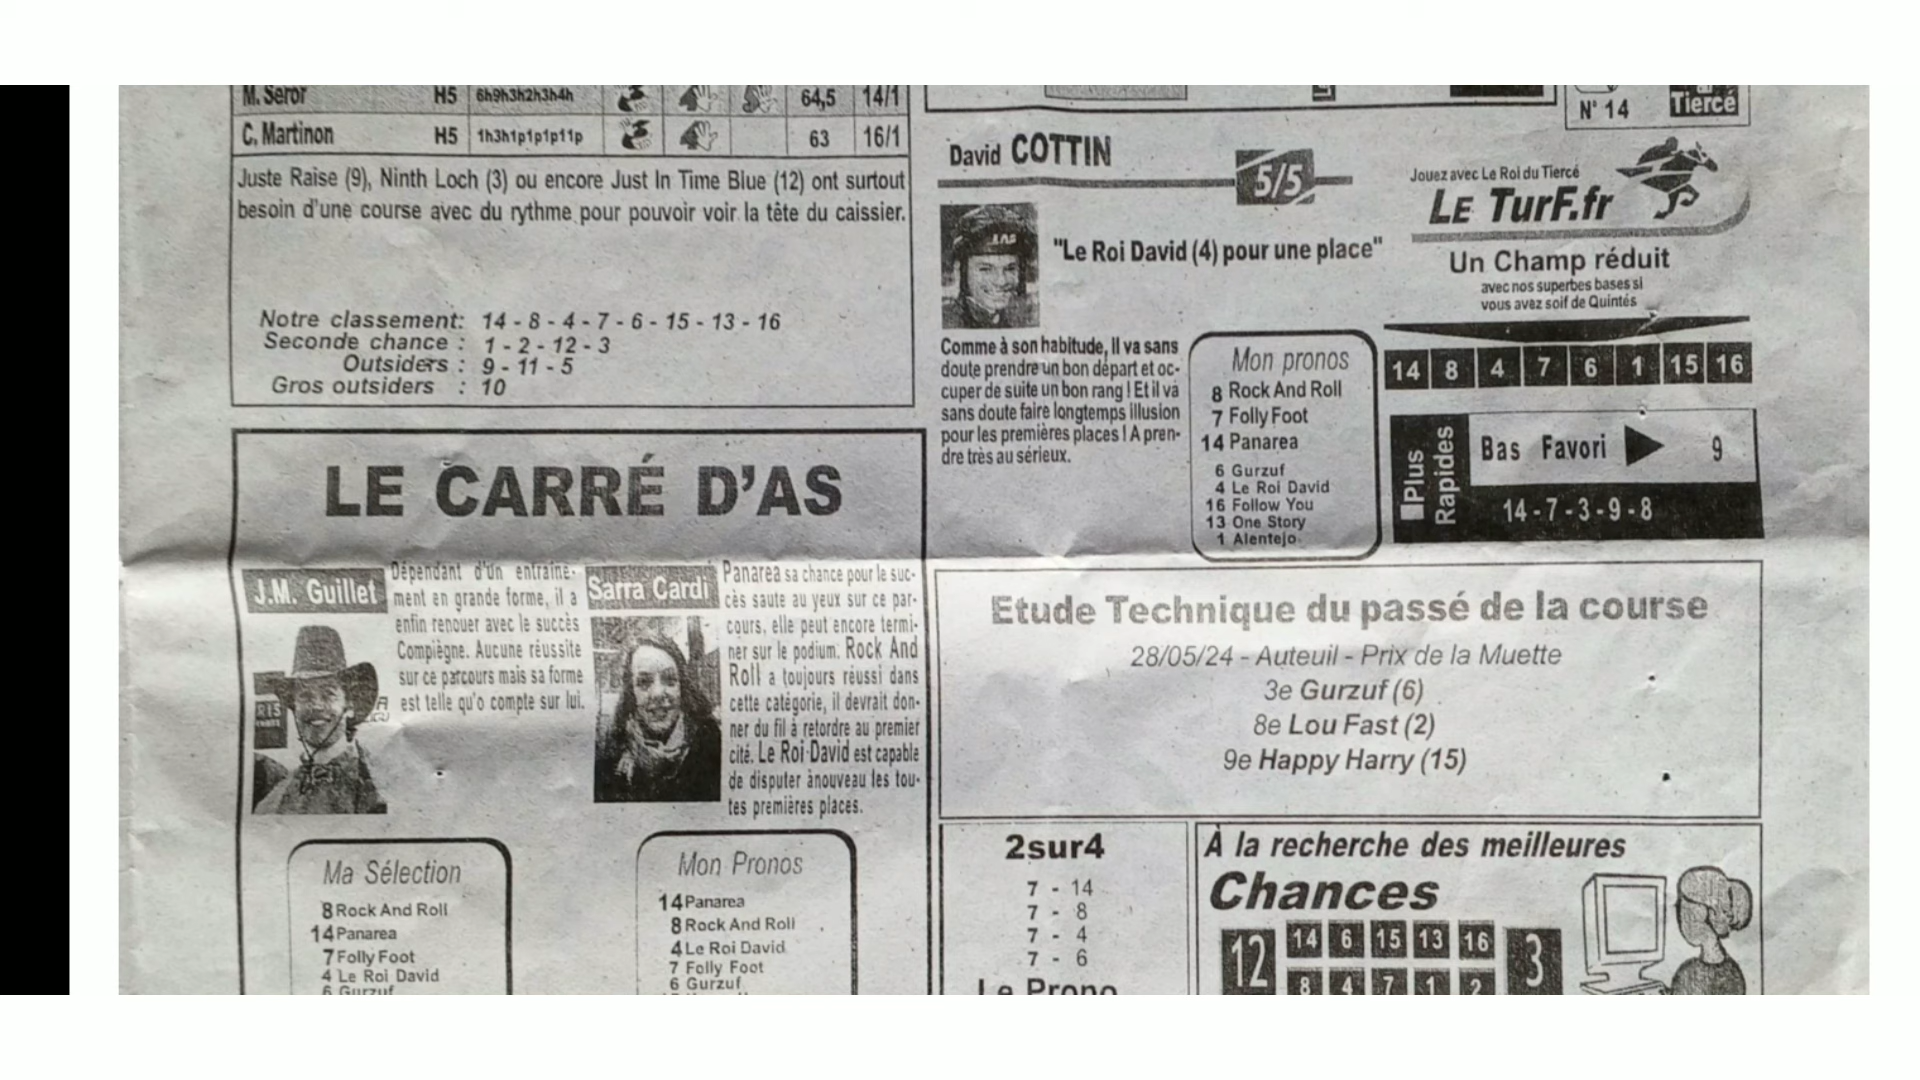 M. Seror H5 6h9h3h2h3h4h 64,5 14/1
C. Martinon H5 1h3h1p1p1p11p 63 16/1
Juste Raise (9), Ninth Loch (3) ou encore Just In Time Blue (12) ont surtout
besoin d'une course avec du rythme pour pouvoir voir la tête du caissier.
Notre classement: 14 - 8 - 4 - 7 - 6 - 15 - 13 - 16
Seconde chance : 1 - 2 - 12 - 3
Outsiders : 9 - 11 - 5
Gros outsiders : 10
LE CARRÉ D'AS
J.M. Guillet
Dépendant d'un entraîne-
ment en grande forme, il a
enfin renouer avec le succès
Compiègne. Aucune réussite
sur ce parcours mais sa forme
est telle qu'o compte sur lui.
Ma Sélection
8 Rock And Roll
14 Panarea
7 Folly Foot
4 Le Roi David
6 Gurzuf
Sarra Cardi
Panarea sa chance pour le suc-
cès saute au yeux sur ce par-
cours, elle peut encore termi-
ner sur le podium. Rock And
Roll a toujours réussi dans
cette catégorie, il devrait don-
ner du fil à retordre au premier
cité. Le Roi David est capable
de disputer ànouveau les tou-
tes premières places.
Mon Pronos
14 Panarea
8 Rock And Roll
4 Le Roi David
7 Folly Foot
6 Gurzuf
David COTTIN
5/5
"Le Roi David (4) pour une place"
Comme à son habitude, Il va sans
doute prendre un bon départ et oc-
cuper de suite un bon rang ! Et il va
sans doute faire longtemps illusion
pour les premières places ! A pren-
dre très au sérieux.
Mon pronos
8 Rock And Roll
7 Folly Foot
14 Panarea
6 Gurzuf
4 Le Roi David
16 Follow You
13 One Story
1 Alentejo
N° 14
Tiercé
Jouez avec Le Roi du Tiercé
LE TurF.fr
Un Champ réduit
avec nos superbes bases si
vous avez soif de Quintés
14 8 4 7 6 1 15 16
Plus
Rapides
Bas Favori 9
14 - 7 - 3 - 9 - 8
Etude Technique du passé de la course
28/05/24 - Auteuil - Prix de la Muette
3e Gurzuf (6)
8e Lou Fast (2)
9e Happy Harry (15)
2sur4
7 - 14
7 - 8
7 - 4
7 - 6
Le Prono
À la recherche des meilleures
Chances
12
14 6 15 13 16
8 4 7 1 2
3